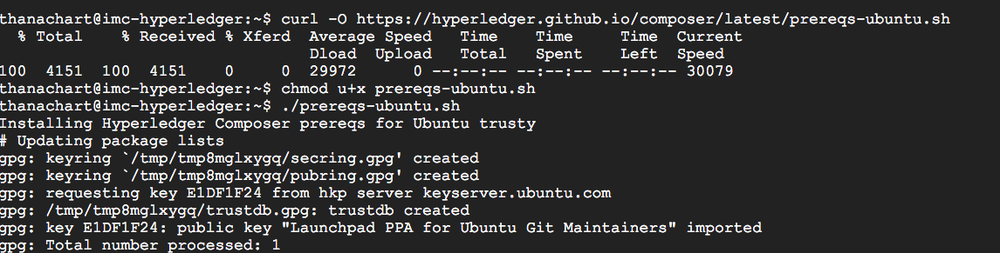 thanachart@imc-hyperledger:~$ curl -O https://hyperledger.github.io/composer/latest/prereqs-ubuntu.sh
  % Total    % Received % Xferd  Average Speed   Time    Time     Time  Current
                                 Dload  Upload   Total   Spent    Left  Speed
100  4151  100  4151    0     0  29972      0 --:--:-- --:--:-- --:--:-- 30079
thanachart@imc-hyperledger:~$ chmod u+x prereqs-ubuntu.sh
thanachart@imc-hyperledger:~$ ./prereqs-ubuntu.sh
Installing Hyperledger Composer prereqs for Ubuntu trusty
# Updating package lists
gpg: keyring `/tmp/tmp8mglxygq/secring.gpg' created
gpg: keyring `/tmp/tmp8mglxygq/pubring.gpg' created
gpg: requesting key E1DF1F24 from hkp server keyserver.ubuntu.com
gpg: /tmp/tmp8mglxygq/trustdb.gpg: trustdb created
gpg: key E1DF1F24: public key "Launchpad PPA for Ubuntu Git Maintainers" imported
gpg: Total number processed: 1